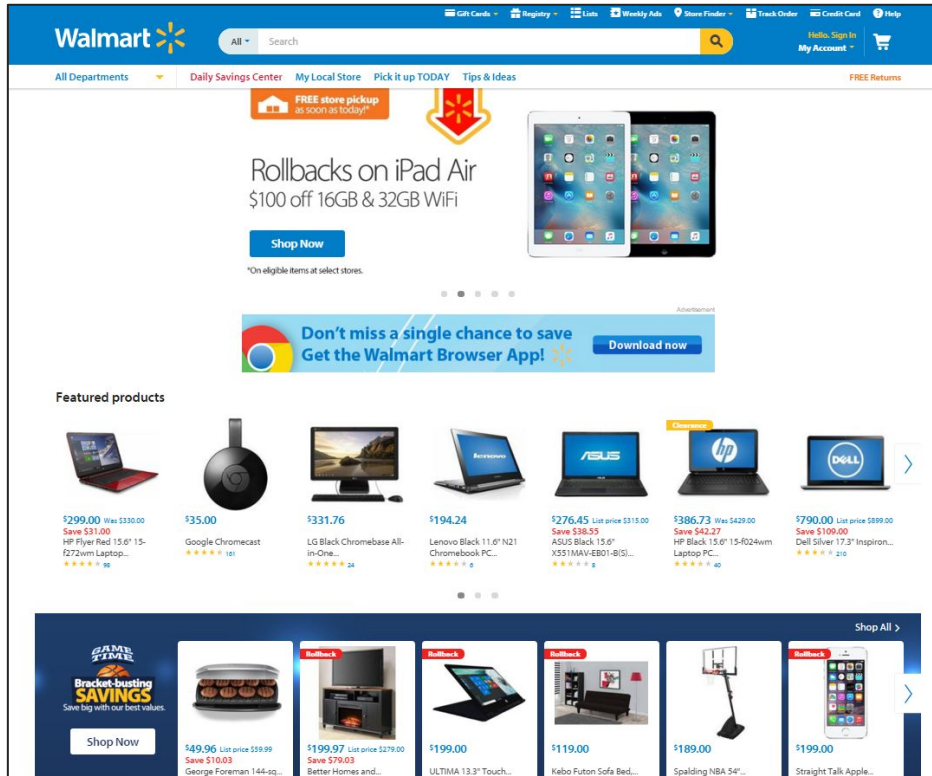 Gift Cards Registry Lists Weekly Ads Store Finder Track Order Credit Card Help
Walmart All Search Hello. Sign In
My Account
All Departments Daily Savings Center My Local Store Pick it up TODAY Tips & Ideas FREE Returns
FREE store pickup
as soon as today!*
Rollbacks on iPad Air
$100 off 16GB & 32GB WiFi
Shop Now
*On eligible items at select stores.
Advertisement
Don't miss a single chance to save
Get the Walmart Browser App!
Download now
Featured products
Clearance
lenovo ASUS hp DELL
$299.00 Was $330.00
Save $31.00
HP Flyer Red 15.6" 15-
f272wm Laptop...
95
$35.00
Google Chromecast
161
$331.76
LG Black Chromebase All-
in-One...
24
$194.24
Lenovo Black 11.6" N21
Chromebook PC...
6
$276.45 List price $315.00
Save $38.55
ASUS Black 15.6"
X551MAV-EB01-B(S)...
8
$386.73 Was $429.00
Save $42.27
HP Black 15.6" 15-f024wm
Laptop PC...
40
$790.00 List price $899.00
Save $109.00
Dell Silver 17.3" Inspiron...
210
Shop All
GAME
TIME
Bracket-busting
SAVINGS
Save big with our best values.
Shop Now
$49.96 List price $59.99
Save $10.03
George Foreman 144-sq...
Rollback
$199.97 List price $279.00
Save $79.03
Better Homes and...
Rollback
$199.00
ULTIMA 13.3" Touch...
Rollback
$119.00
Kebo Futon Sofa Bed,...
$189.00
Spalding NBA 54"...
Rollback
$199.00
Straight Talk Apple...